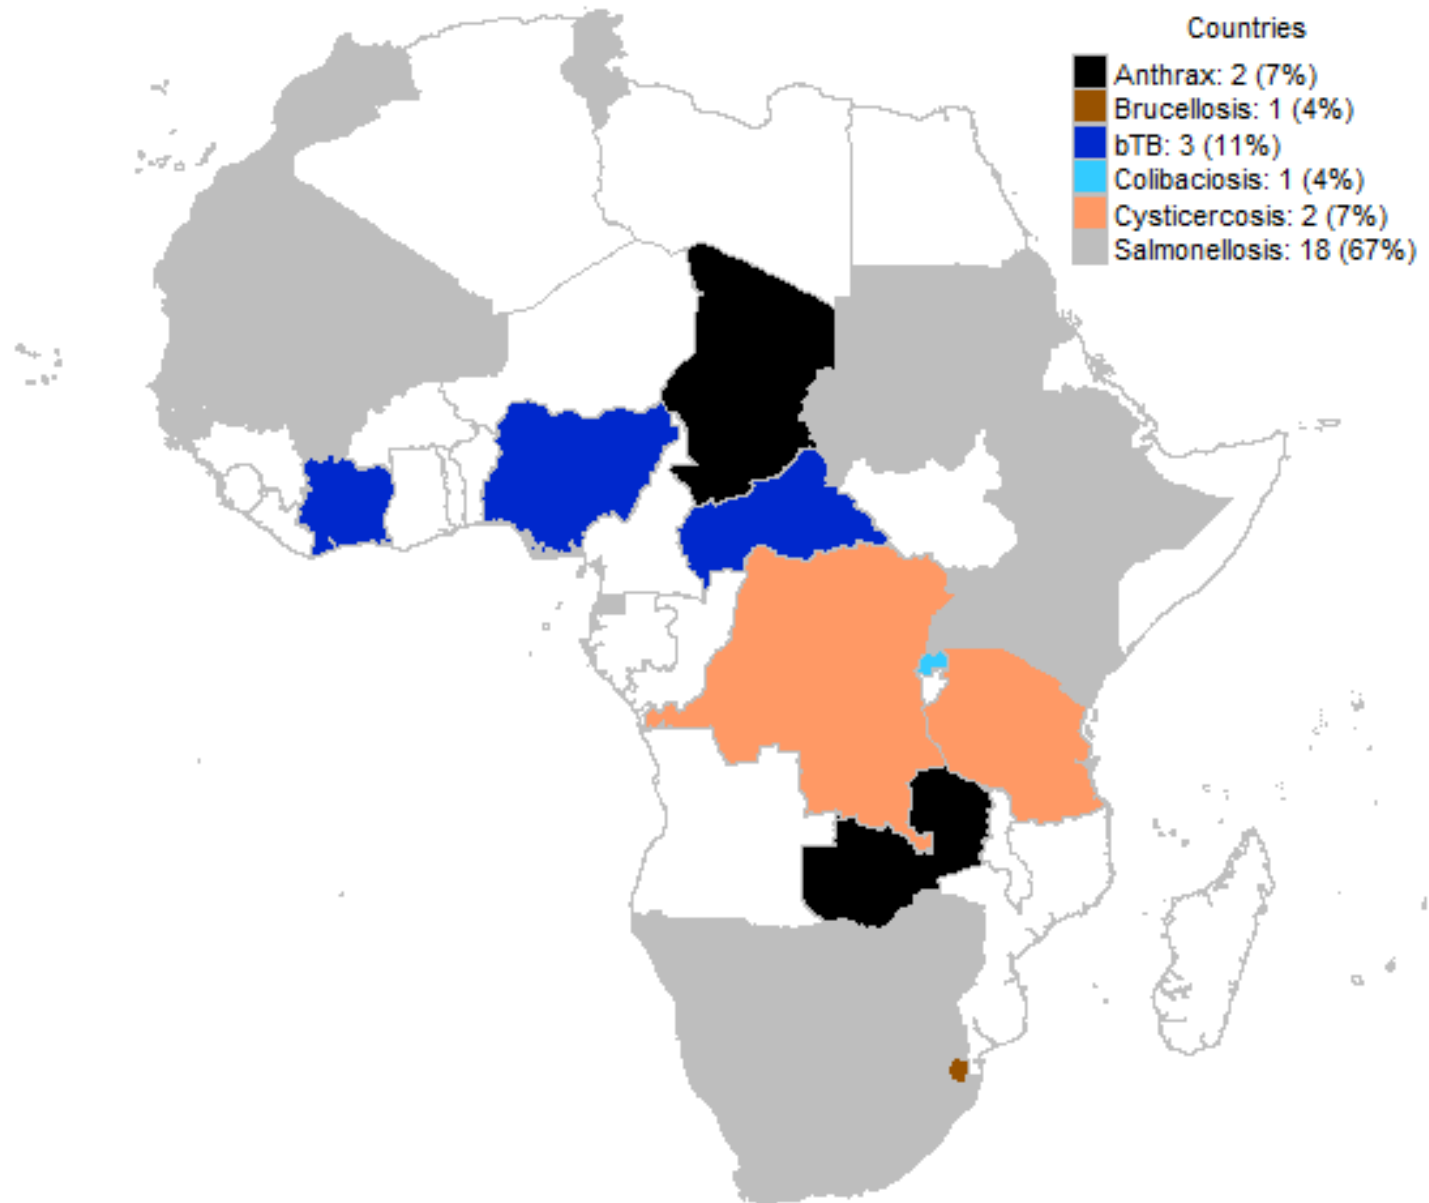 Countries
Anthrax: 2 (7%)
Brucellosis: 1 (4%)
bTB: 3 (11%)
Colibaciosis: 1 (4%)
Cysticercosis: 2 (7%)
Salmonellosis: 18 (67%)